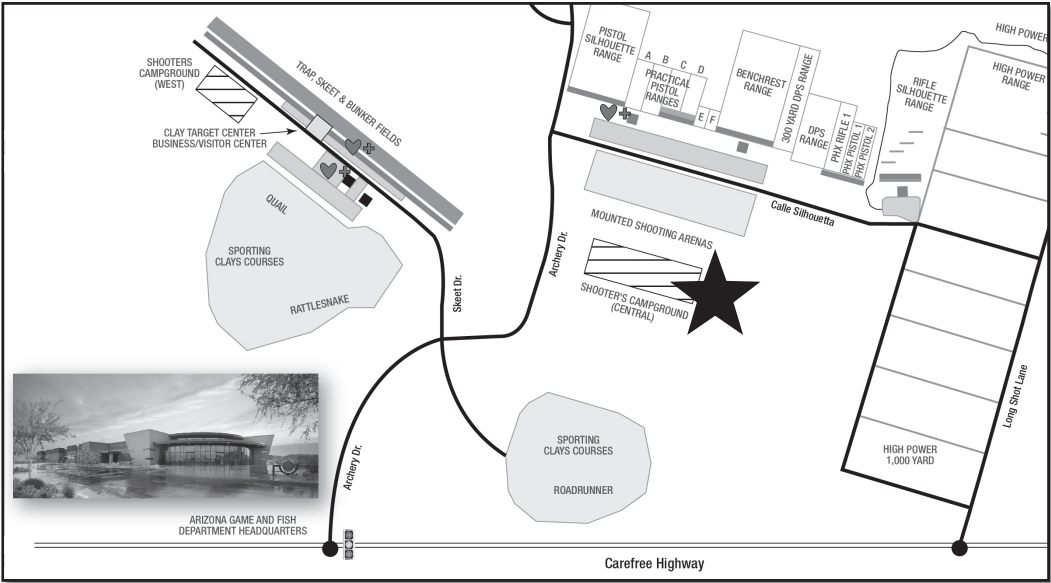 SHOOTERS
CAMPGROUND
(WEST)
TRAP, SKEET & BUNKER FIELDS
CLAY TARGET CENTER
BUSINESS/VISITOR CENTER
QUAIL
SPORTING
CLAYS COURSES
RATTLESNAKE
Skeet Dr.
Archery Dr.
PISTOL
SILHOUETTE
RANGE
A B C D
PRACTICAL
PISTOL
RANGES
E F
BENCHREST
RANGE
300 YARD DPS RANGE
DPS
RANGE
PHX RIFLE 1
PHX PISTOL 1
PHX PISTOL 2
RIFLE
SILHOUETTE
RANGE
HIGH POWER
HIGH POWER
RANGE
Calle Silhouetta
MOUNTED SHOOTING ARENAS
SHOOTER'S CAMPGROUND
(CENTRAL)
Long Shot Lane
HIGH POWER
1,000 YARD
SPORTING
CLAYS COURSES
ROADRUNNER
Archery Dr.
ARIZONA GAME AND FISH
DEPARTMENT HEADQUARTERS
Carefree Highway